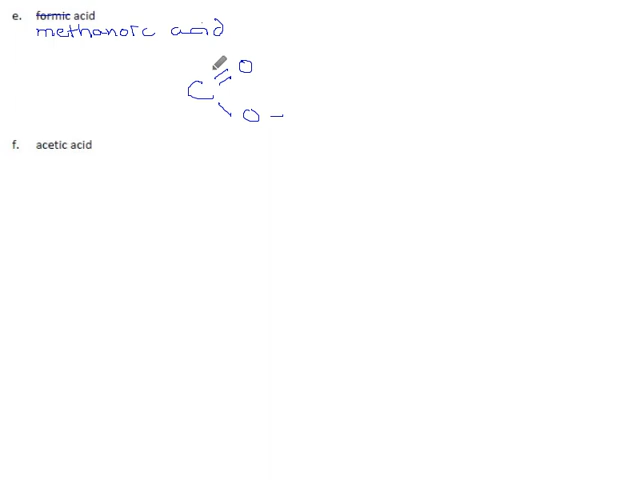 e. formic acid
methanoic acid
O
C
O -
f. acetic acid